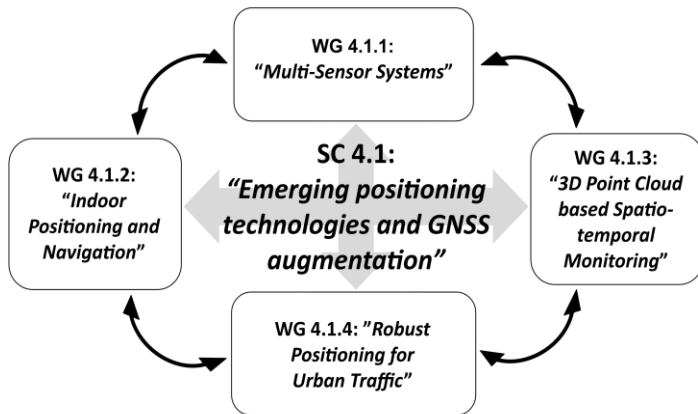 WG 4.1.1:
“Multi-Sensor Systems”
SC 4.1:
“Emerging positioning
technologies and GNSS
augmentation”
WG 4.1.2:
“Indoor
Positioning and
Navigation”
WG 4.1.3:
“3D Point Cloud
based Spatio-
temporal
Monitoring”
WG 4.1.4: ”Robust
Positioning for
Urban Traffic”